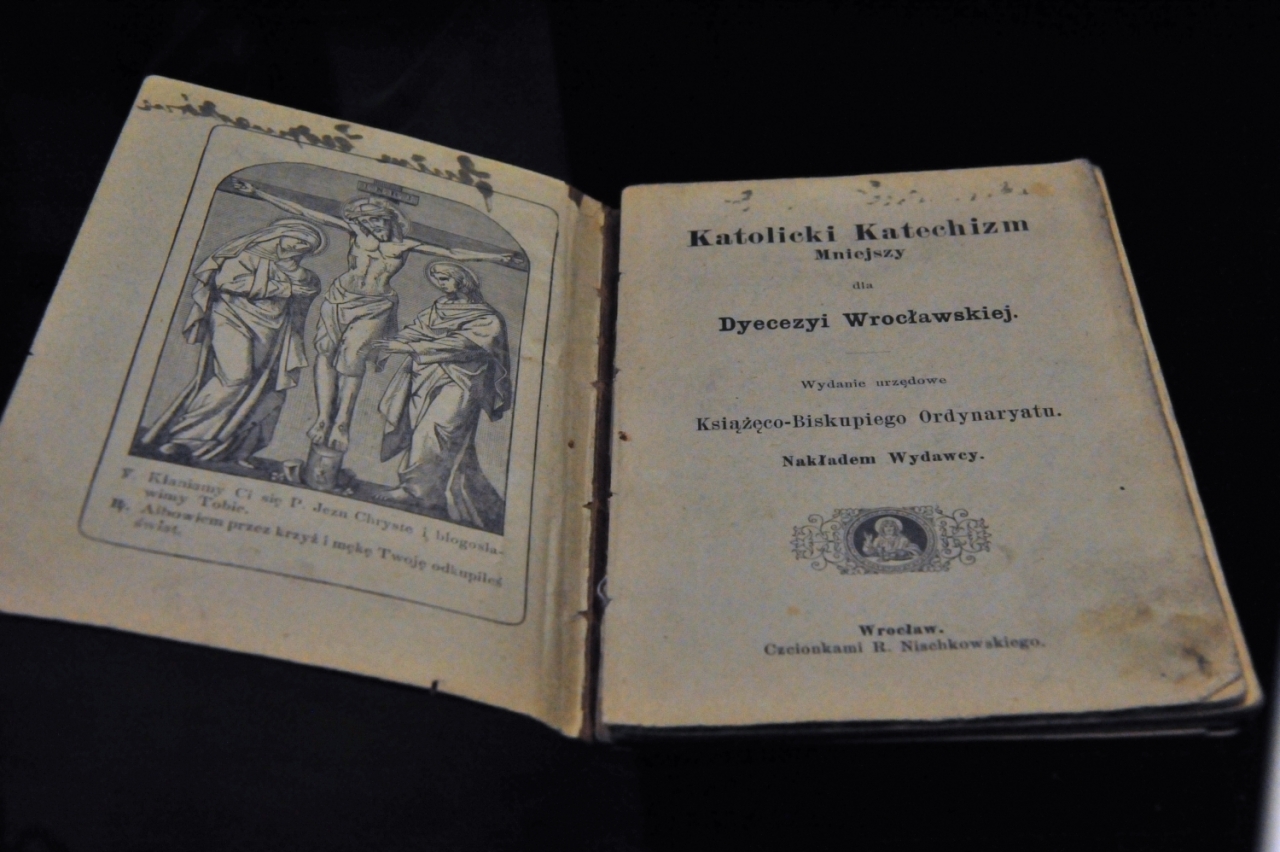 ℣. Kłaniamy Ci się P. Jezu Chryste i błogosła-
wimy Tobie.
℟. Albowiem przez krzyż i mękę Twoję odkupiłeś
świat.
Katolicki Katechizm
Mniejszy
dla
Dyecezyi Wrocławskiej.
Wydanie urzędowe
Książęco-Biskupiego Ordynaryatu.
Nakładem Wydawcy.
Wrocław.
Czcionkami R. Nischkowskiego.